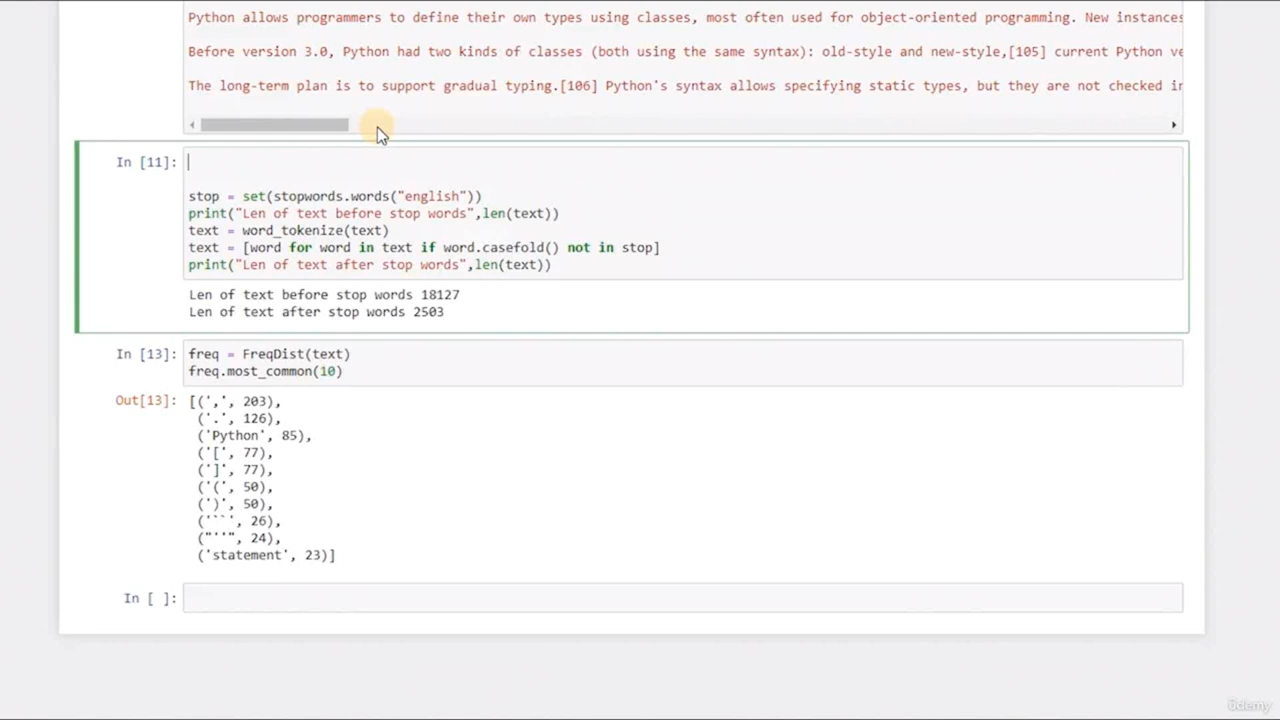 Python allows programmers to define their own types using classes, most often used for object-oriented programming. New instances
Before version 3.0, Python had two kinds of classes (both using the same syntax): old-style and new-style,[105] current Python ve
The long-term plan is to support gradual typing.[106] Python's syntax allows specifying static types, but they are not checked in
In [11]:
stop = set(stopwords.words("english"))
print("Len of text before stop words",len(text))
text = word_tokenize(text)
text = [word for word in text if word.casefold() not in stop]
print("Len of text after stop words",len(text))
Len of text before stop words 18127
Len of text after stop words 2503
In [13]: freq = FreqDist(text)
freq.most_common(10)
Out[13]: [(',', 203),
('.', 126),
('Python', 85),
('[', 77),
(']', 77),
('(', 50),
(')', 50),
('``', 26),
("''", 24),
('statement', 23)]
In [ ]:
Udemy